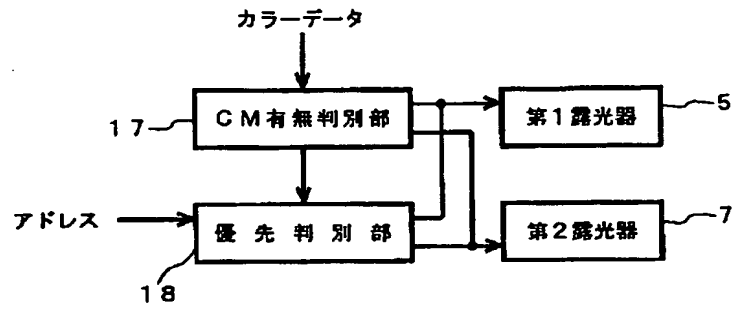 カラーデータ
17
CM有無判別部
第1露光器
5
アドレス
優先判別部
18
第2露光器
7